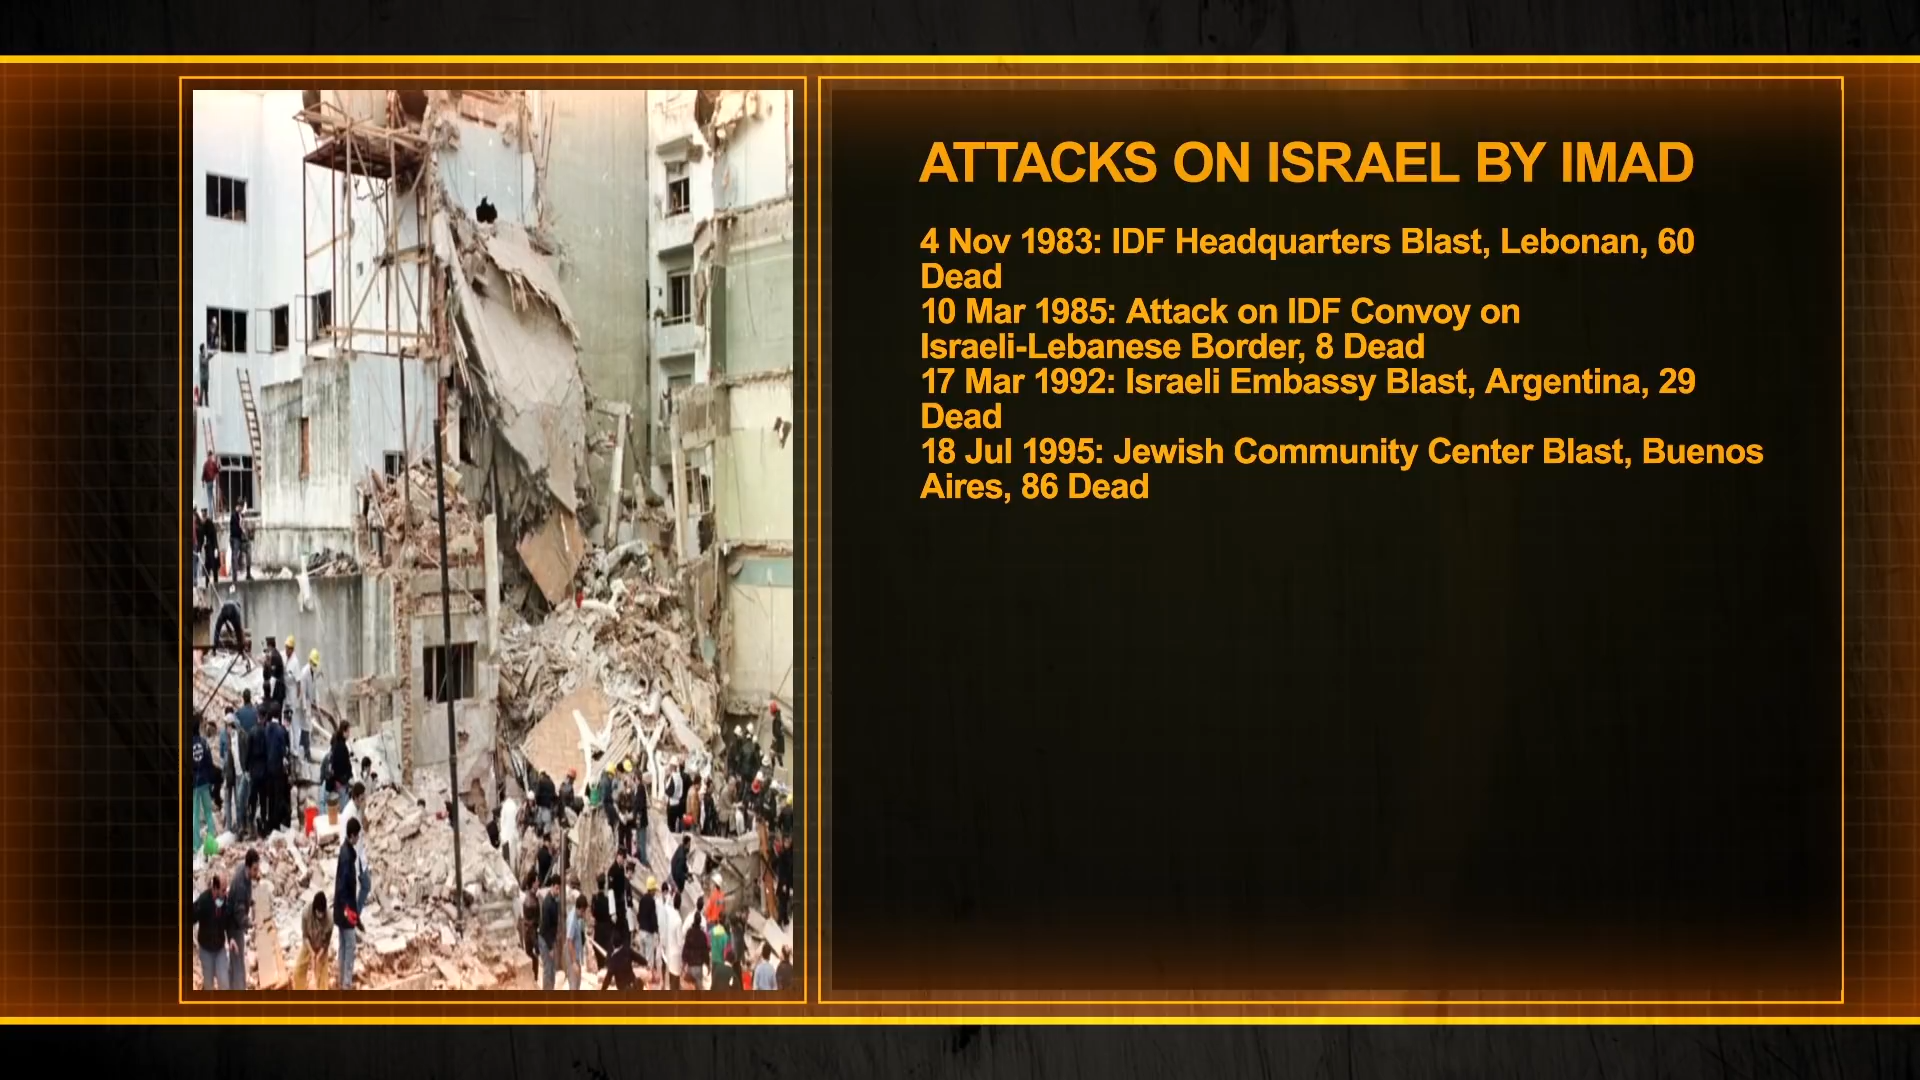 ATTACKS ON ISRAEL BY IMAD
4 Nov 1983: IDF Headquarters Blast, Lebonan, 60
Dead
10 Mar 1985: Attack on IDF Convoy on
Israeli-Lebanese Border, 8 Dead
17 Mar 1992: Israeli Embassy Blast, Argentina, 29
Dead
18 Jul 1995: Jewish Community Center Blast, Buenos
Aires, 86 Dead